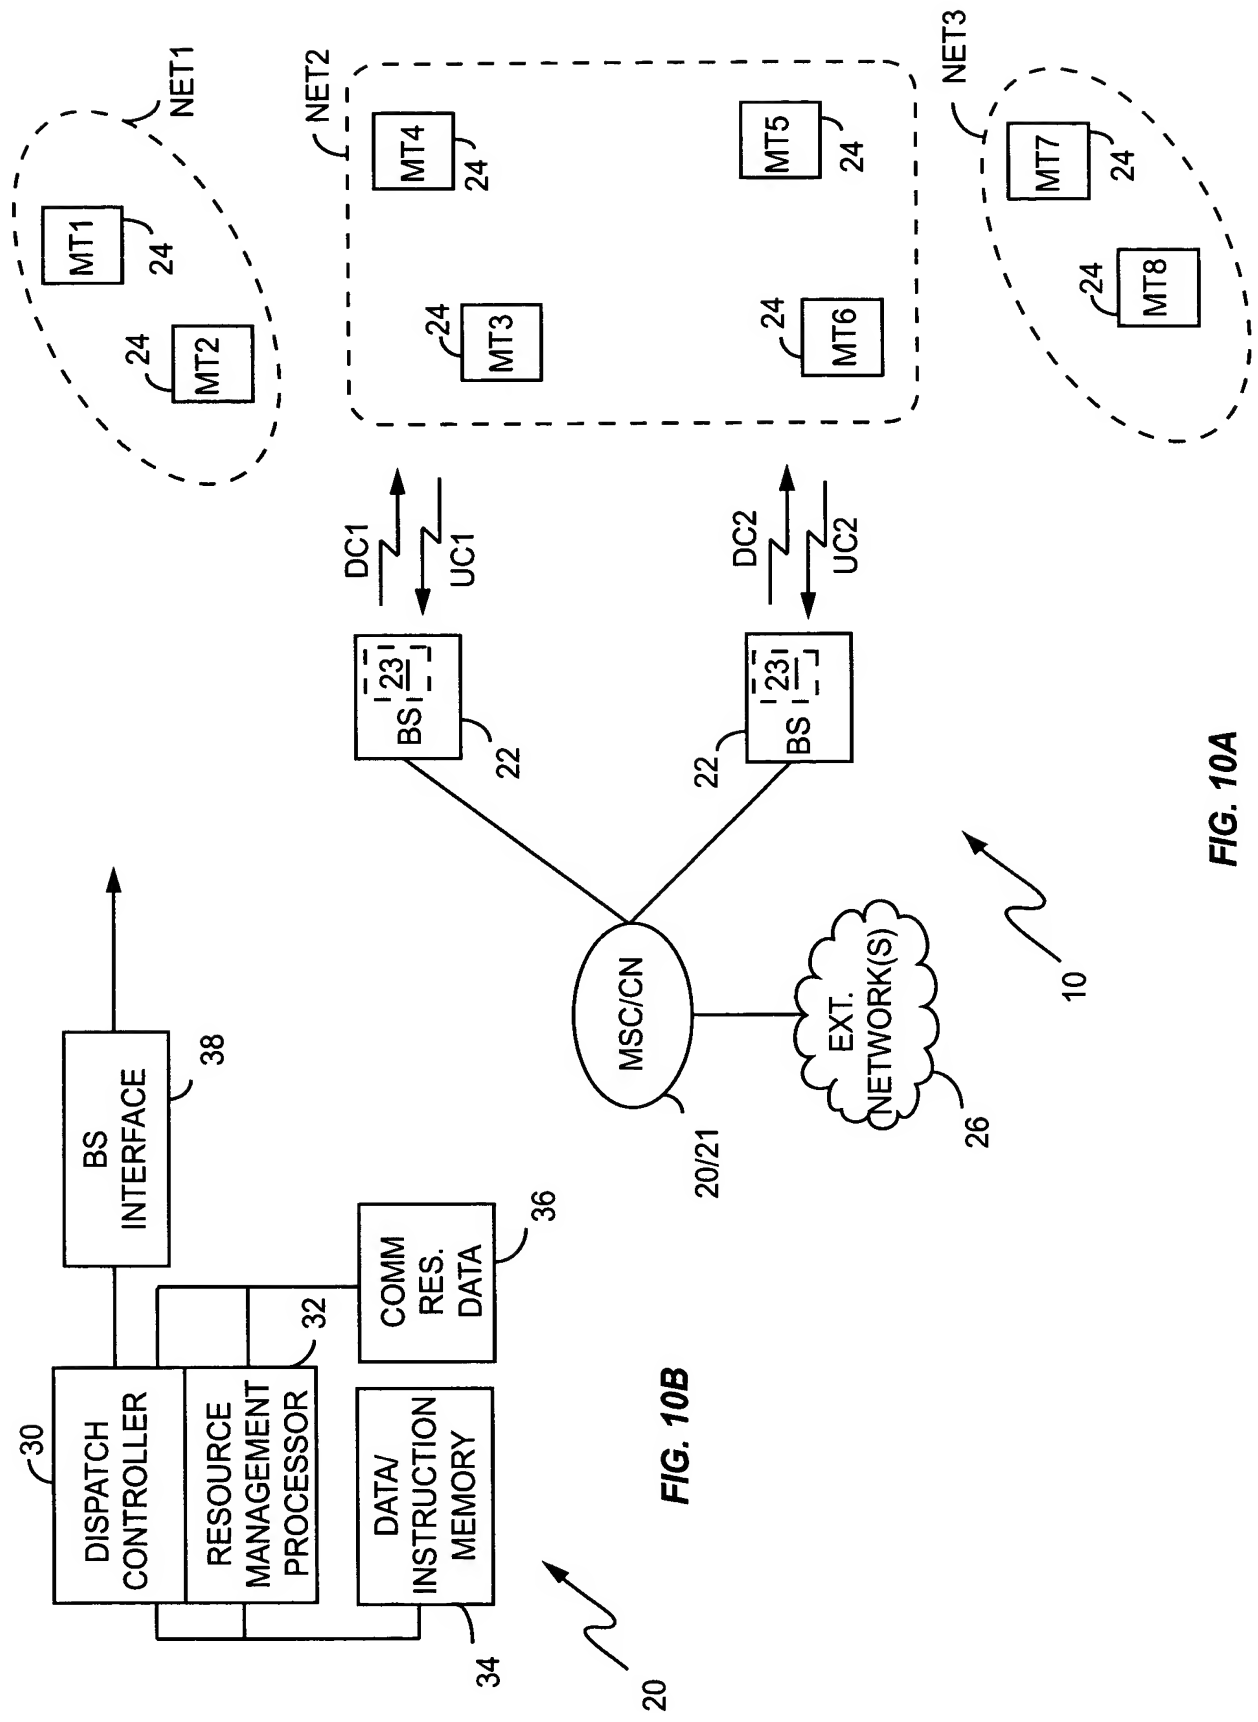 30
DISPATCH
CONTROLLER
RESOURCE
MANAGEMENT
PROCESSOR
32
BS
INTERFACE
38
DATA/
INSTRUCTION
MEMORY
34
COMM
RES.
DATA
36
20
FIG. 10B
MSC/CN
20/21
EXT.
NETWORK(S)
26
10
BS
23
22
BS
23
22
DC1
UC1
DC2
UC2
NET1
MT1
24
MT2
24
NET2
MT3
24
MT4
24
MT5
24
MT6
24
NET3
MT7
24
MT8
24
FIG. 10A